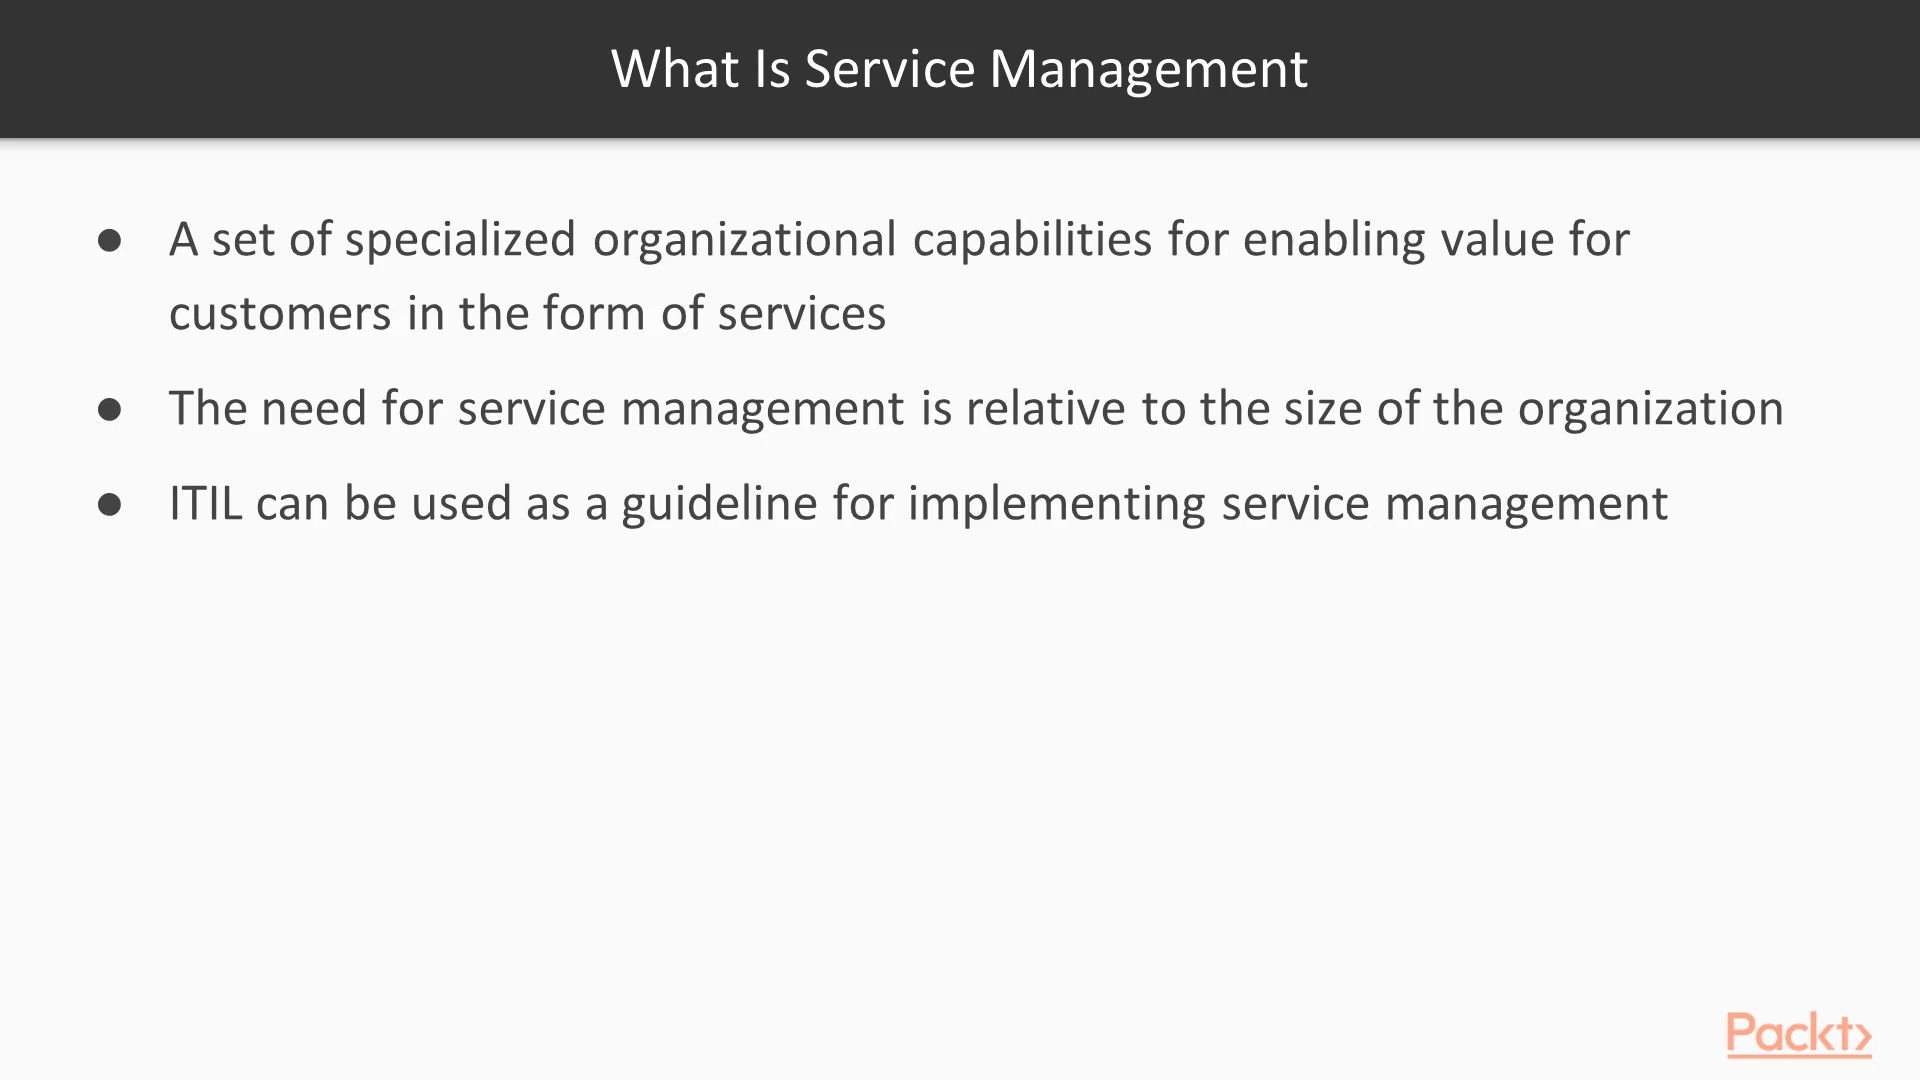 What Is Service Management
● A set of specialized organizational capabilities for enabling value for
customers in the form of services
● The need for service management is relative to the size of the organization
● ITIL can be used as a guideline for implementing service management
Packt>